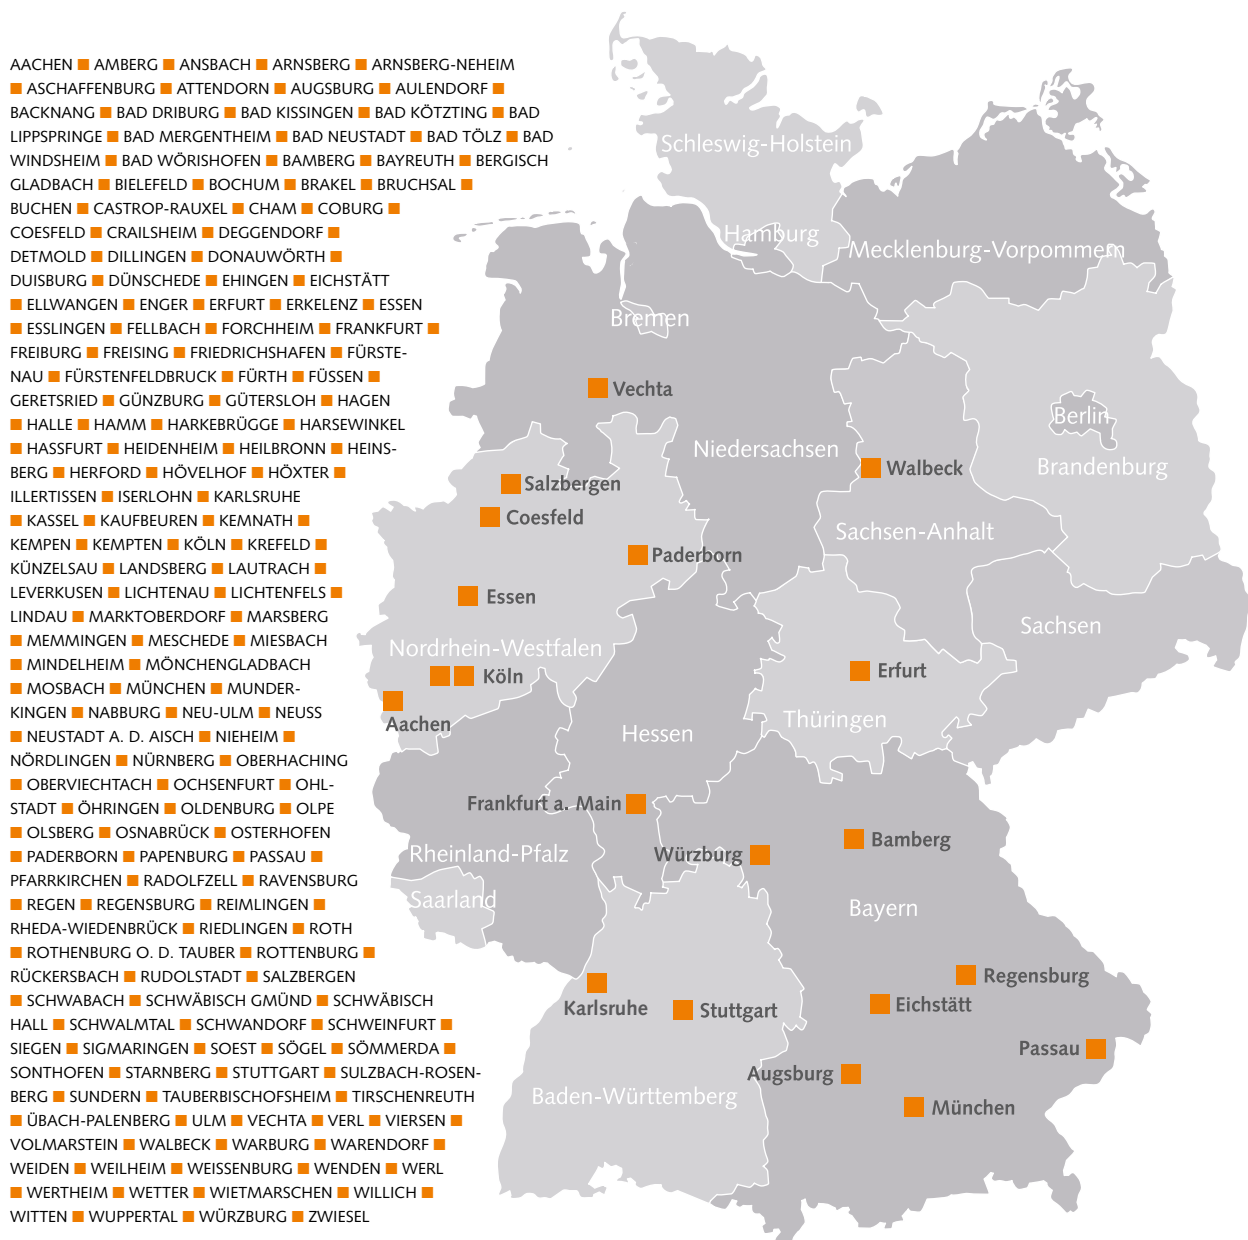 AACHEN ■ AMBERG ■ ANSBACH ■ ARNSBERG ■ ARNSBERG-NEHEIM
■ ASCHAFFENBURG ■ ATTENDORN ■ AUGSBURG ■ AULENDORF ■
BACKNANG ■ BAD DRIBURG ■ BAD KISSINGEN ■ BAD KÖTZTING ■ BAD
LIPPSPRINGE ■ BAD MERGENTHEIM ■ BAD NEUSTADT ■ BAD TÖLZ ■ BAD
WINDSHEIM ■ BAD WÖRISHOFEN ■ BAMBERG ■ BAYREUTH ■ BERGISCH
GLADBACH ■ BIELEFELD ■ BOCHUM ■ BRAKEL ■ BRUCHSAL ■
BUCHEN ■ CASTROP-RAUXEL ■ CHAM ■ COBURG ■
COESFELD ■ CRAILSHEIM ■ DEGGENDORF ■
DETMOLD ■ DILLINGEN ■ DONAUWÖRTH ■
DUISBURG ■ DÜNSCHEDE ■ EHINGEN ■ EICHSTÄTT
■ ELLWANGEN ■ ENGER ■ ERFURT ■ ERKELENZ ■ ESSEN
■ ESSLINGEN ■ FELLBACH ■ FORCHHEIM ■ FRANKFURT ■
FREIBURG ■ FREISING ■ FRIEDRICHSHAFEN ■ FÜRSTE-
NAU ■ FÜRSTENFELDBRUCK ■ FÜRTH ■ FÜSSEN ■
GERETSRIED ■ GÜNZBURG ■ GÜTERSLOH ■ HAGEN
■ HALLE ■ HAMM ■ HARKEBRÜGGE ■ HARSEWINKEL
■ HASSFURT ■ HEIDENHEIM ■ HEILBRONN ■ HEINS-
BERG ■ HERFORD ■ HÖVELHOF ■ HÖXTER ■
ILLERTISSEN ■ ISERLOHN ■ KARLSRUHE
■ KASSEL ■ KAUFBEUREN ■ KEMNATH ■
KEMPEN ■ KEMPTEN ■ KÖLN ■ KREFELD ■
KÜNZELSAU ■ LANDSBERG ■ LAUTRACH ■
LEVERKUSEN ■ LICHTENAU ■ LICHTENFELS ■
LINDAU ■ MARKTOBERDORF ■ MARSBERG
■ MEMMINGEN ■ MESCHEDE ■ MIESBACH
■ MINDELHEIM ■ MÖNCHENGLADBACH
■ MOSBACH ■ MÜNCHEN ■ MUNDER-
KINGEN ■ NABBURG ■ NEU-ULM ■ NEUSS
■ NEUSTADT A. D. AISCH ■ NIEHEIM ■
NÖRDLINGEN ■ NÜRNBERG ■ OBERHACHING
■ OBERVIECHTACH ■ OCHSENFURT ■ OHL-
STADT ■ ÖHRINGEN ■ OLDENBURG ■ OLPE
■ OLSBERG ■ OSNABRÜCK ■ OSTERHOFEN
■ PADERBORN ■ PAPENBURG ■ PASSAU ■
PFARRKIRCHEN ■ RADOLFZELL ■ RAVENSBURG
■ REGEN ■ REGENSBURG ■ REIMLINGEN ■
RHEDA-WIEDENBRÜCK ■ RIEDLINGEN ■ ROTH
■ ROTHENBURG O. D. TAUBER ■ ROTTENBURG ■
RÜCKERSBACH ■ RUDOLSTADT ■ SALZBERGEN
■ SCHWABACH ■ SCHWÄBISCH GMÜND ■ SCHWÄBISCH
HALL ■ SCHWALMTAL ■ SCHWANDORF ■ SCHWEINFURT ■
SIEGEN ■ SIGMARINGEN ■ SOEST ■ SÖGEL ■ SÖMMERDA ■
SONTHOFEN ■ STARNBERG ■ STUTTGART ■ SULZBACH-ROSEN-
BERG ■ SUNDERN ■ TAUBERBISCHOFSHEIM ■ TIRSCHENREUTH
■ ÜBACH-PALENBERG ■ ULM ■ VECHTA ■ VERL ■ VIERSEN ■
VOLMARSTEIN ■ WALBECK ■ WARBURG ■ WARENDORF ■
WEIDEN ■ WEILHEIM ■ WEISSENBURG ■ WENDEN ■ WERL
■ WERTHEIM ■ WETTER ■ WIETMARSCHEN ■ WILLICH ■
WITTEN ■ WUPPERTAL ■ WÜRZBURG ■ ZWIESEL
Schleswig-Holstein
Hamburg
Mecklenburg-Vorpommern
Bremen
Vechta
Berlin
Niedersachsen
Walbeck
Brandenburg
Salzbergen
Coesfeld
Sachsen-Anhalt
Paderborn
Essen
Sachsen
Nordrhein-Westfalen
Köln
Erfurt
Aachen
Thüringen
Hessen
Frankfurt a. Main
Bamberg
Rheinland-Pfalz
Würzburg
Saarland
Bayern
Regensburg
Karlsruhe
Stuttgart
Eichstätt
Passau
Augsburg
Baden-Württemberg
München